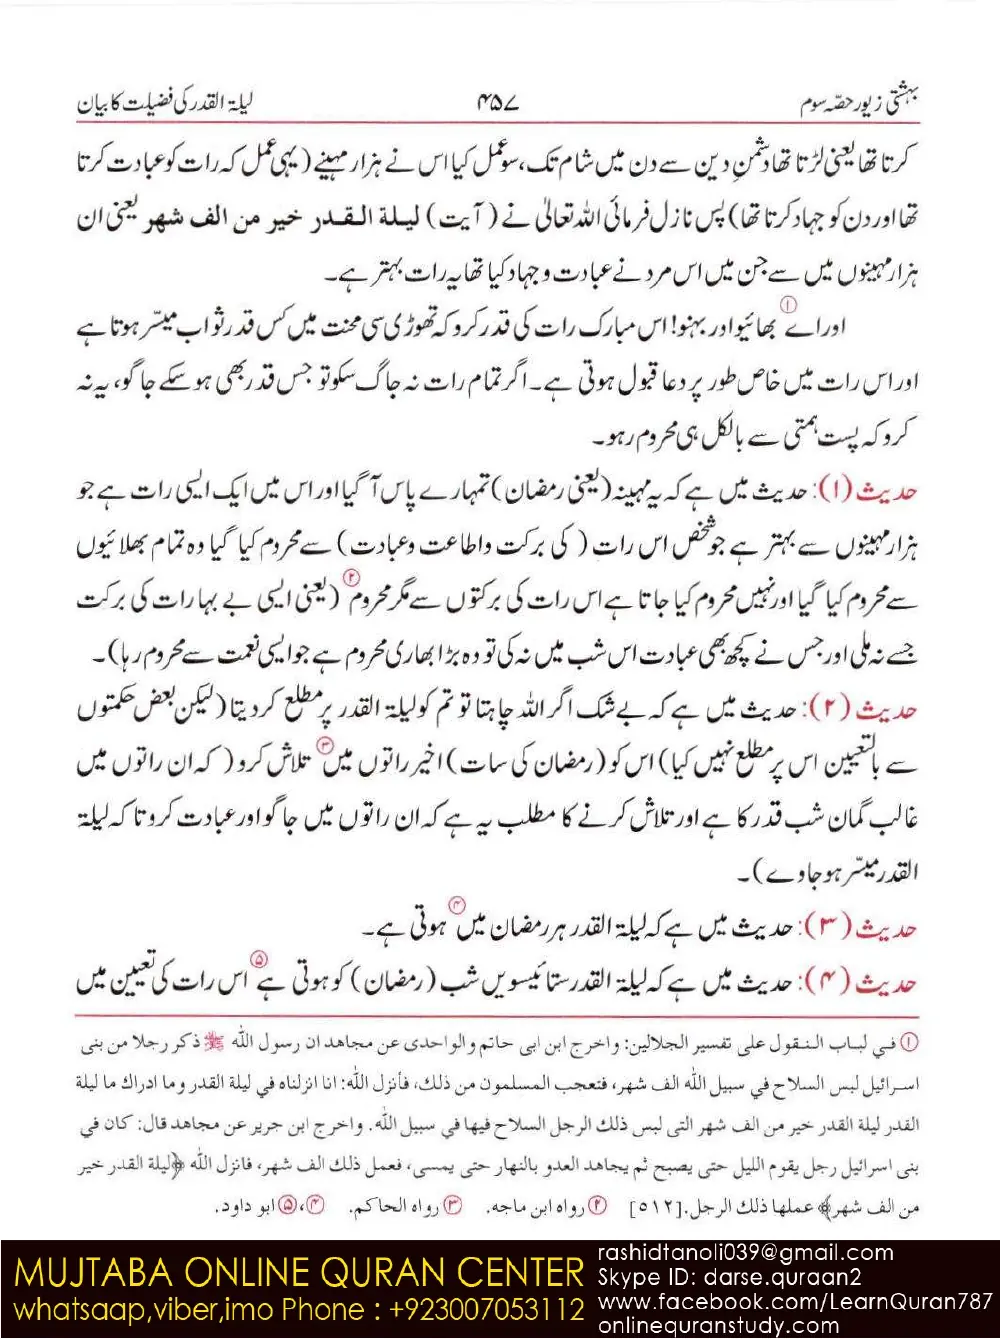 بہشتی زیور حصّہ سوم ۴۵۷ لیلۃ القدر کی فضیلت کا بیان
کرتا تھا یعنی لڑتا تھا دشمنِ دین سے دن میں شام تک، سو عمل کیا اس نے ہزار مہینے (یہی عمل کہ رات کو عبادت کرتا
تھا اور دن کو جہاد کرتا تھا) پس نازل فرمائی اللہ تعالیٰ نے (آیت) لیلة القدر خیر من الف شهر یعنی ان
ہزار مہینوں میں سے جن میں اس مرد نے عبادت و جہاد کیا تھا یہ رات بہتر ہے۔
اور اے ① بھائیو اور بہنو! اس مبارک رات کی قدر کرو کہ تھوڑی سی محنت میں کس قدر ثواب میسّر ہوتا ہے
اور اس رات میں خاص طور پر دعا قبول ہوتی ہے۔ اگر تمام رات نہ جاگ سکو تو جس قدر بھی ہو سکے جاگو، یہ نہ
کرو کہ پست ہمتی سے بالکل ہی محروم رہو۔
حدیث (۱): حدیث میں ہے کہ یہ مہینہ (یعنی رمضان) تمہارے پاس آ گیا اور اس میں ایک ایسی رات ہے جو
ہزار مہینوں سے بہتر ہے جو شخص اس رات (کی برکت واطاعت وعبادت) سے محروم کیا گیا وہ تمام بھلائیوں
سے محروم کیا گیا اور نہیں محروم کیا جاتا ہے اس رات کی برکتوں سے مگر محروم ② (یعنی ایسی بے بہا رات کی برکت
جسے نہ ملی اور جس نے کچھ بھی عبادت اس شب میں نہ کی تو وہ بڑا بھاری محروم ہے جو ایسی نعمت سے محروم رہا)۔
حدیث (۲): حدیث میں ہے کہ بے شک اگر اللہ چاہتا تو تم کو لیلۃ القدر پر مطلع کر دیتا (لیکن بعض حکمتوں
سے بالتعیین اس پر مطلع نہیں کیا) اس کو (رمضان کی سات) اخیر راتوں میں ③ تلاش کرو (کہ ان راتوں میں
غالب گمان شب قدر کا ہے اور تلاش کرنے کا مطلب یہ ہے کہ ان راتوں میں جاگو اور عبادت کرو تا کہ لیلۃ
القدر میسّر ہو جاوے)۔
حدیث (۳): حدیث میں ہے کہ لیلۃ القدر ہر رمضان میں ④ ہوتی ہے۔
حدیث (۴): حدیث میں ہے کہ لیلۃ القدر ستائیسویں شب (رمضان) کو ہوتی ہے ⑤ اس رات کی تعیین میں
① في لباب النقول على تفسير الجلالين: واخرج ابن ابى حاتم والواحدى عن مجاهد ان رسول الله ﷺ ذكر رجلا من بنى
اسرائيل لبس السلاح في سبيل الله الف شهر، فتعجب المسلمون من ذلك، فأنزل الله: انا انزلناه في ليلة القدر وما ادراك ما ليلة
القدر ليلة القدر خير من الف شهر التى لبس ذلك الرجل السلاح فيها في سبيل الله. واخرج ابن جرير عن مجاهد قال: كان في
بنى اسرائيل رجل يقوم الليل حتى يصبح ثم يجاهد العدو بالنهار حتى يمسى، فعمل ذلك الف شهر، فانزل الله ﴿ليلة القدر خير
من الف شهر﴾ عملها ذلك الرجل. [٥١٢] ② رواه ابن ماجه. ③ رواه الحاكم. ④،⑤ ابو داود.
MUJTABA ONLINE QURAN CENTER
whatsaap,viber,imo Phone : +923007053112
rashidtanoli039@gmail.com
Skype ID: darse.quraan2
www.facebook.com/LearnQuran787
onlinequranstudy.com